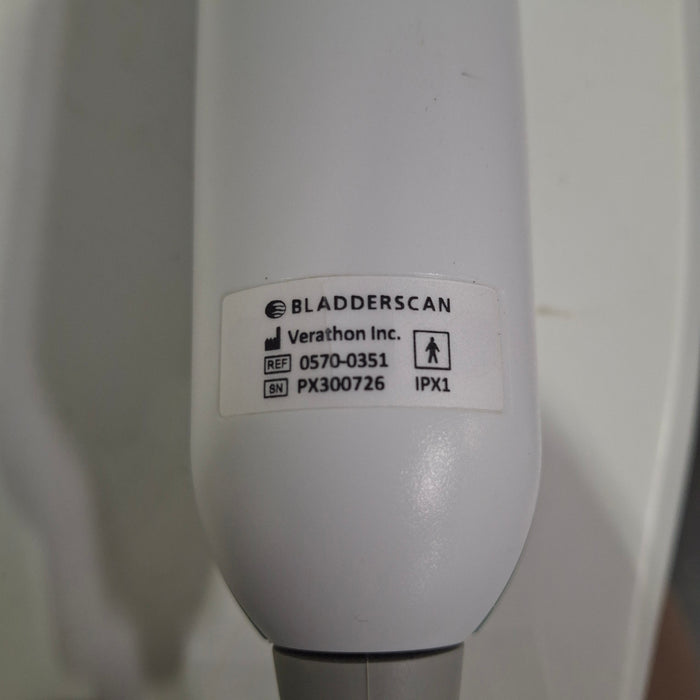 BLADDERSCAN
Verathon Inc.
REF 0570-0351
SN PX300726 IPX1